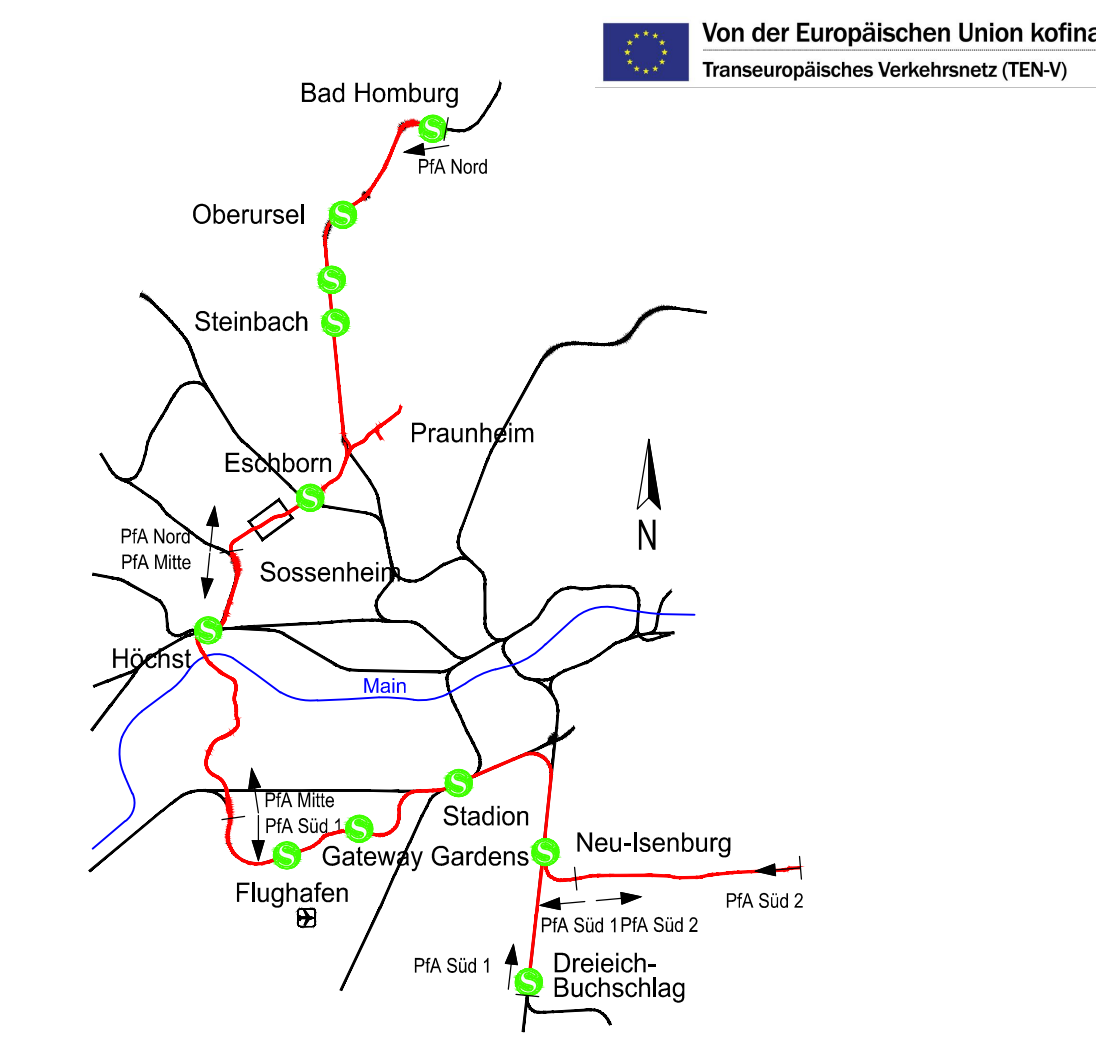 Von der Europäischen Union kofina
Transeuropäisches Verkehrsnetz (TEN-V)
Bad Homburg
PfA Nord
Oberursel
Steinbach
Praunheim
Eschborn
PfA Nord
PfA Mitte
Sossenheim
N
Höchst
Main
PfA Mitte
PfA Süd 1
Stadion
Gateway Gardens
Neu-Isenburg
Flughafen
PfA Süd 2
PfA Süd 1
PfA Süd 2
PfA Süd 1
Dreieich-
Buchschlag